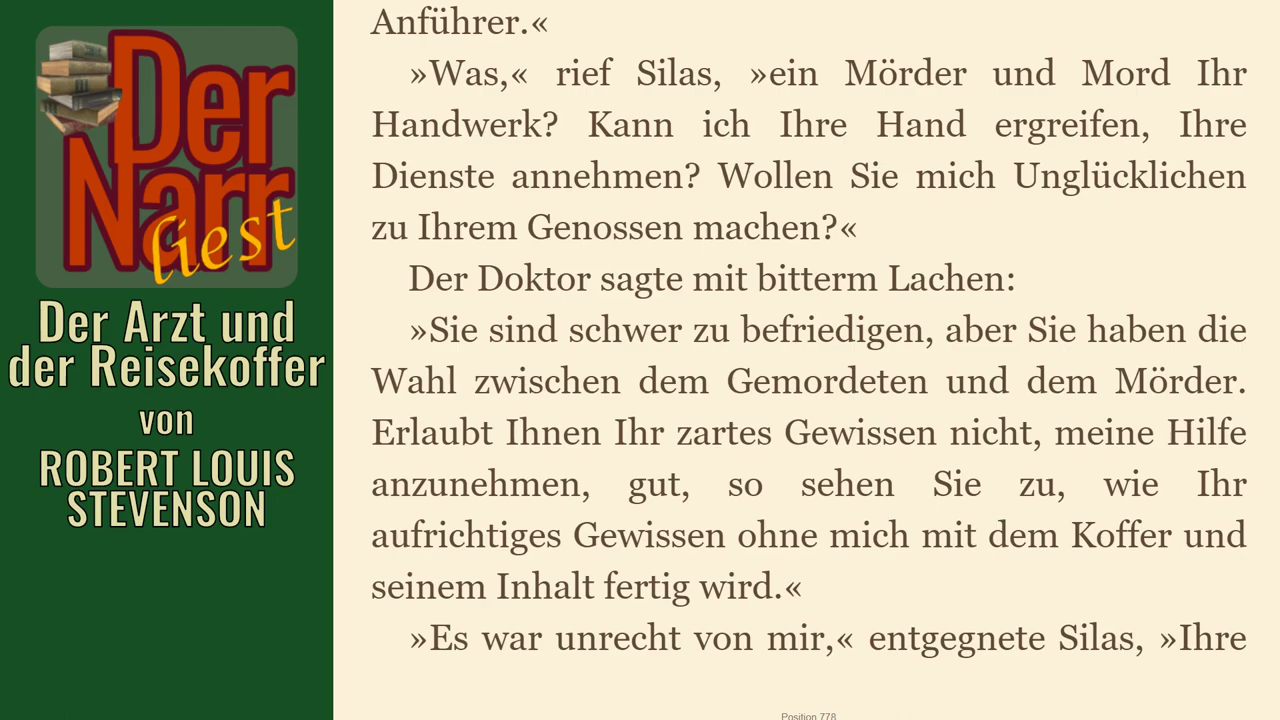 Der
Narr
liest
Der Arzt und
der Reisekoffer
von
ROBERT LOUIS
STEVENSON
Anführer.«
»Was,« rief Silas, »ein Mörder und Mord Ihr
Handwerk? Kann ich Ihre Hand ergreifen, Ihre
Dienste annehmen? Wollen Sie mich Unglücklichen
zu Ihrem Genossen machen?«
Der Doktor sagte mit bitterm Lachen:
»Sie sind schwer zu befriedigen, aber Sie haben die
Wahl zwischen dem Gemordeten und dem Mörder.
Erlaubt Ihnen Ihr zartes Gewissen nicht, meine Hilfe
anzunehmen, gut, so sehen Sie zu, wie Ihr
aufrichtiges Gewissen ohne mich mit dem Koffer und
seinem Inhalt fertig wird.«
»Es war unrecht von mir,« entgegnete Silas, »Ihre
Position 778